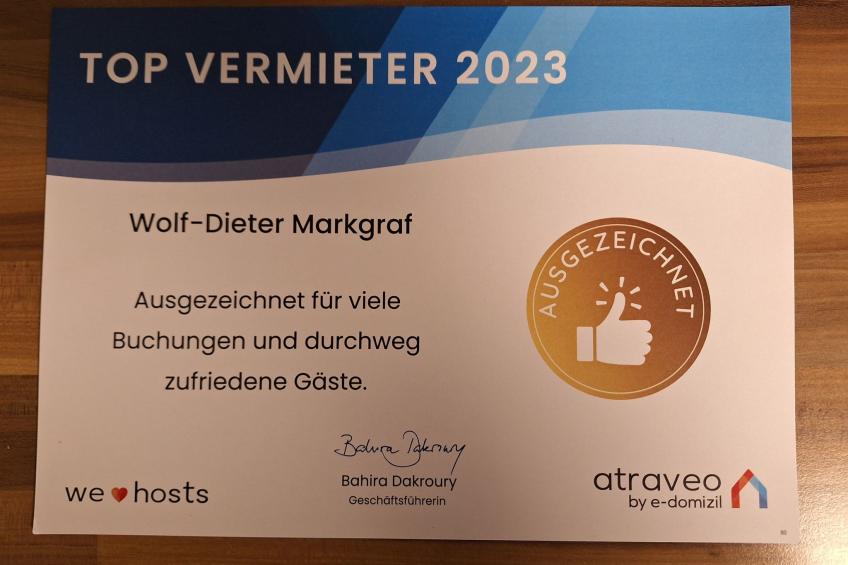 TOP VERMIETER 2023
Wolf-Dieter Markgraf
Ausgezeichnet für viele
Buchungen und durchweg
zufriedene Gäste.
AUSGEZEICHNET
Bahira Dakroury
Bahira Dakroury
Geschäftsführerin
we hosts
atraveo
by e-domizil